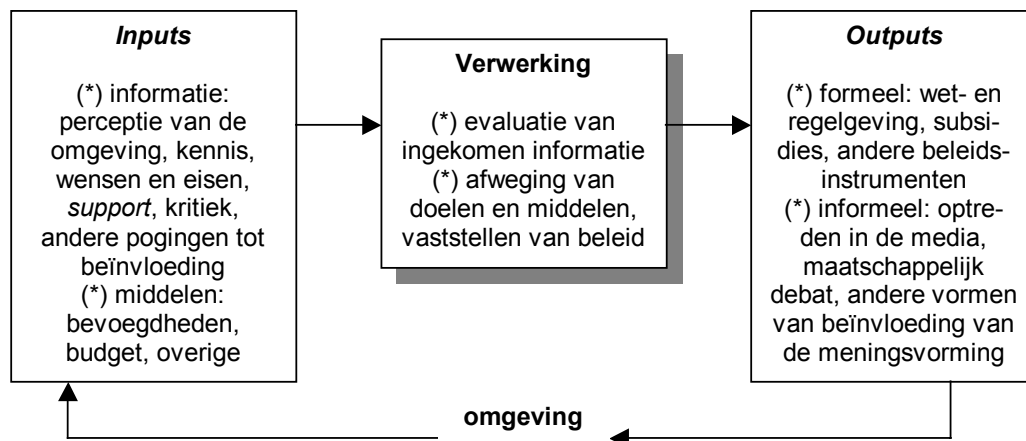 Inputs
(*) informatie:
perceptie van de
omgeving, kennis,
wensen en eisen,
support, kritiek,
andere pogingen tot
beïnvloeding
(*) middelen:
bevoegdheden,
budget, overige
Verwerking
(*) evaluatie van
ingekomen informatie
(*) afweging van
doelen en middelen,
vaststellen van beleid
Outputs
(*) formeel: wet- en
regelgeving, subsi-
dies, andere beleids-
instrumenten
(*) informeel: optre-
den in de media,
maatschappelijk
debat, andere vormen
van beïnvloeding van
de meningsvorming
omgeving